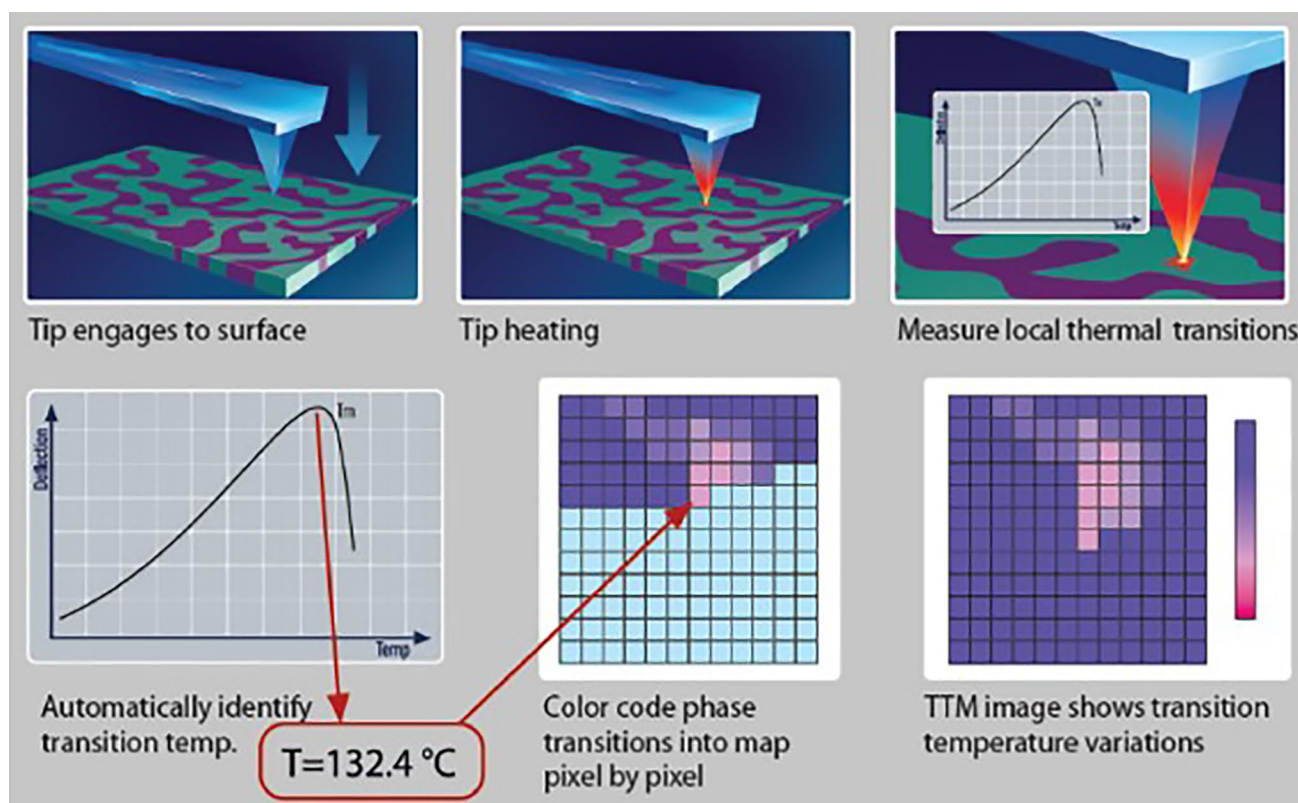 Tip engages to surface
Tip heating
Measure local thermal transitions
Tm
Deflection
Temp
Automatically identify
transition temp.
T=132.4 °C
Color code phase
transitions into map
pixel by pixel
TTM image shows transition
temperature variations